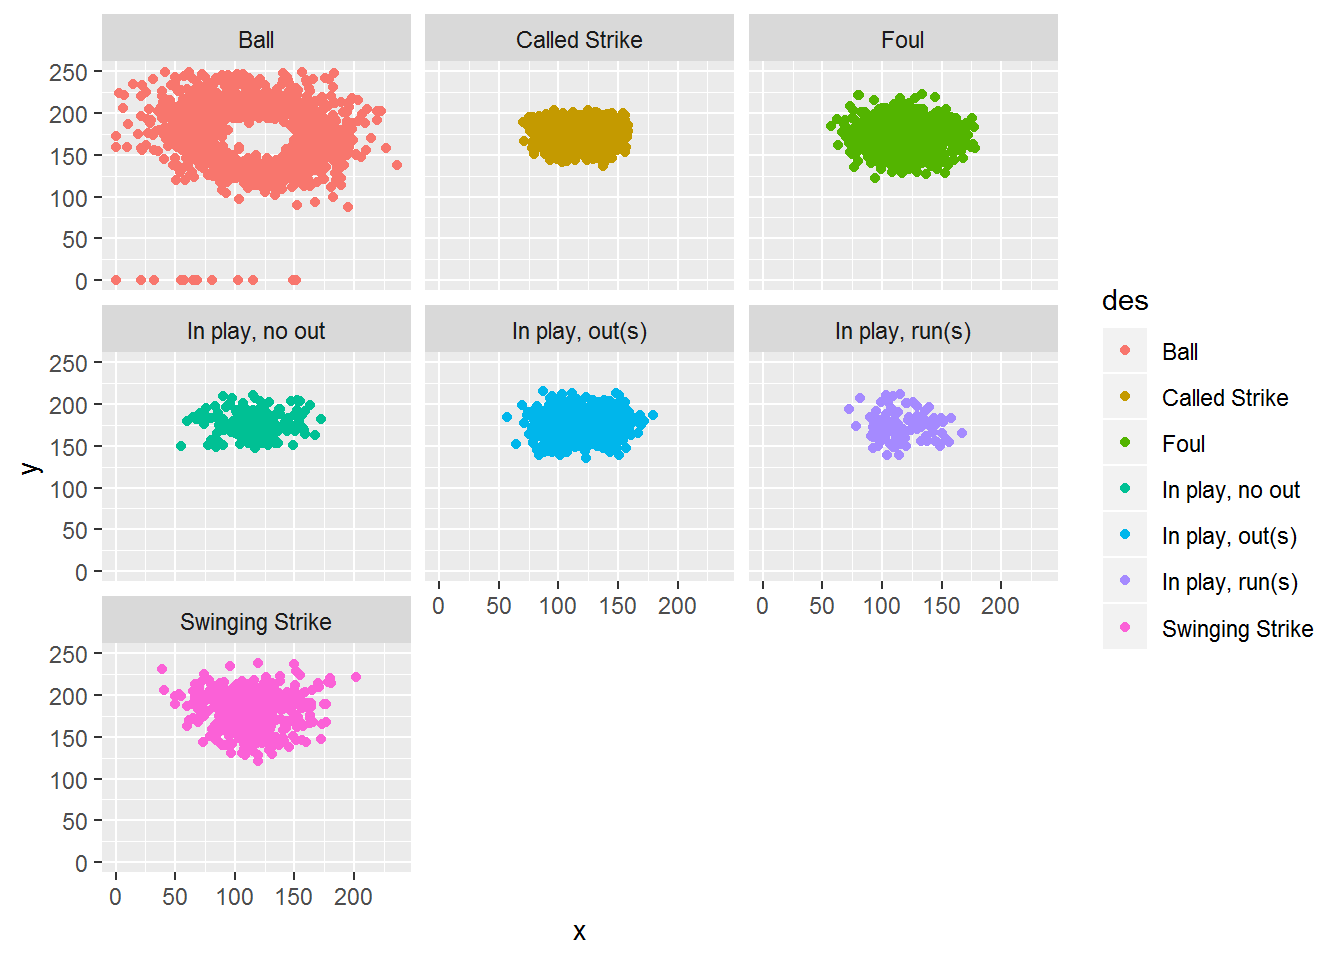 Ball
Called Strike
Foul
250
200
150
100
50
0
In play, no out
In play, out(s)
In play, run(s)
250
200
150
100
50
0
0 50 100 150 200
0 50 100 150 200
Swinging Strike
250
200
150
100
50
0
0 50 100 150 200
x
y
des
Ball
Called Strike
Foul
In play, no out
In play, out(s)
In play, run(s)
Swinging Strike